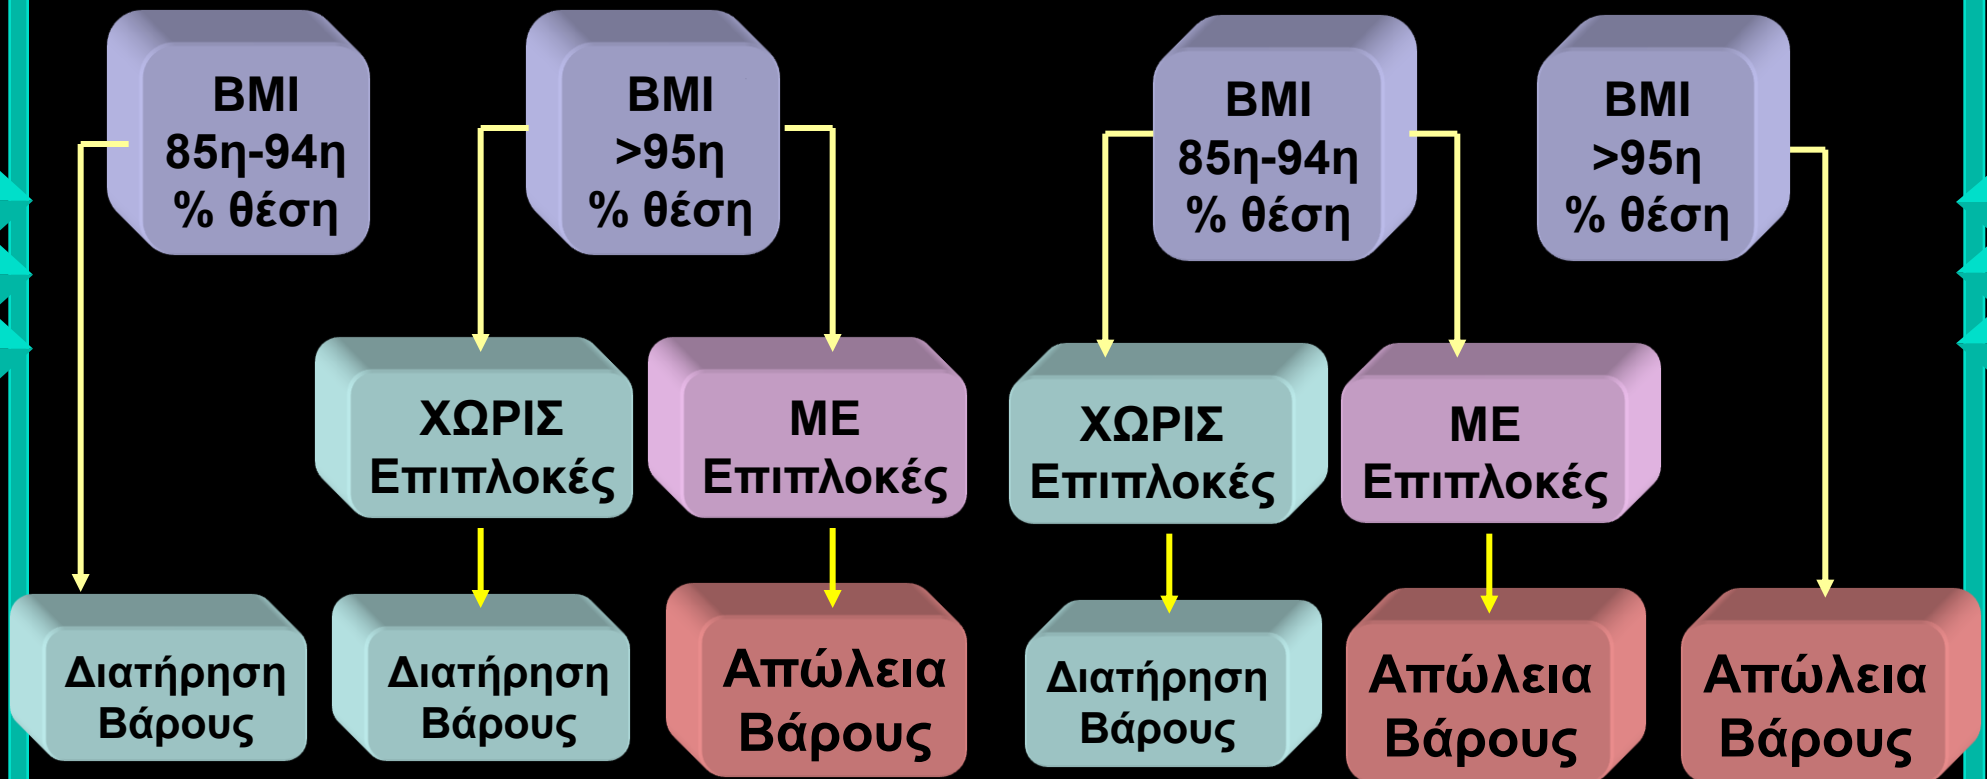 BMI
85η-94η
% θέση
BMI
>95η
% θέση
BMI
85η-94η
% θέση
BMI
>95η
% θέση
ΧΩΡΙΣ
Επιπλοκές
ΜΕ
Επιπλοκές
ΧΩΡΙΣ
Επιπλοκές
ΜΕ
Επιπλοκές
Διατήρηση
Βάρους
Διατήρηση
Βάρους
Απώλεια
Βάρους
Διατήρηση
Βάρους
Απώλεια
Βάρους
Απώλεια
Βάρους